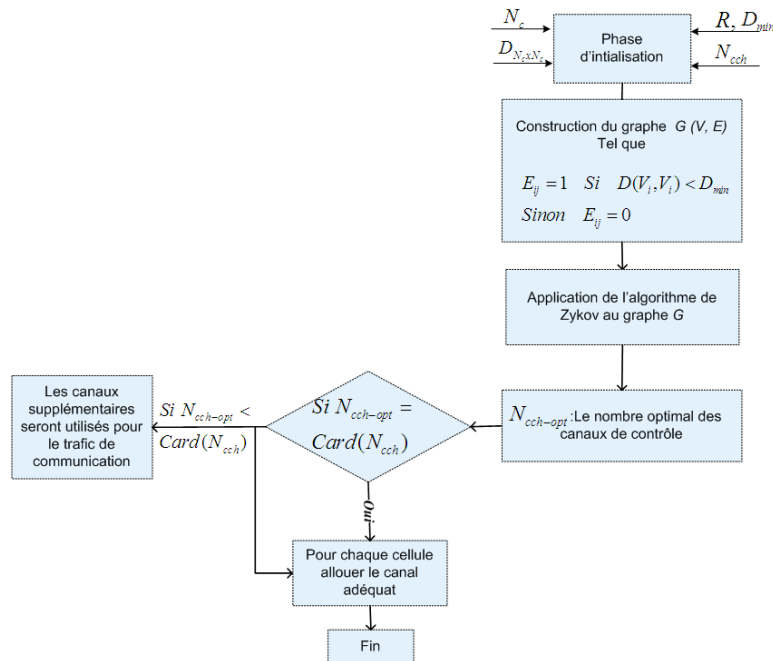 N_c
D_{N_c x N_c}
Phase
d'intialisation
R, D_min
N_cch
Construction du graphe G (V, E)
Tel que
E_ij = 1 Si D(V_i, V_i) < D_min
Sinon E_ij = 0
Application de l'algorithme de
Zykov au graphe G
N_cch-opt :Le nombre optimal des
canaux de contrôle
Si N_cch-opt =
Card(N_cch)
Si N_cch-opt <
Card(N_cch)
Les canaux
supplémentaires
seront utilisés pour
le trafic de
communication
Oui
Pour chaque cellule
allouer le canal
adéquat
Fin